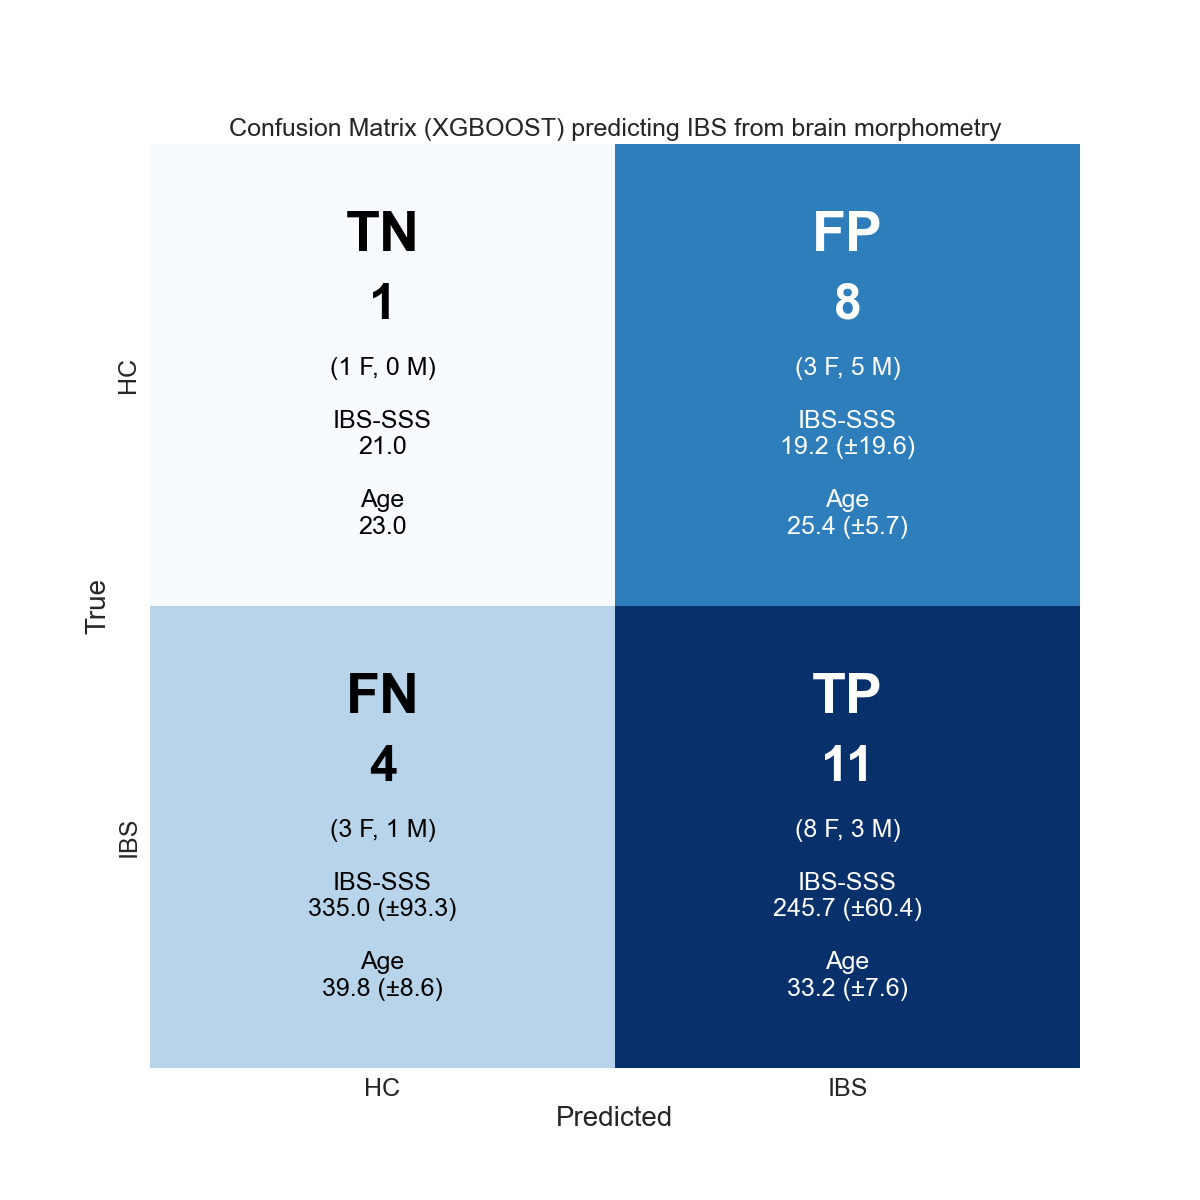 Confusion Matrix (XGBOOST) predicting IBS from brain morphometry
TN
1
(1 F, 0 M)
IBS-SSS
21.0
Age
23.0
FP
8
(3 F, 5 M)
IBS-SSS
19.2 (±19.6)
Age
25.4 (±5.7)
HC
True
FN
4
(3 F, 1 M)
IBS-SSS
335.0 (±93.3)
Age
39.8 (±8.6)
TP
11
(8 F, 3 M)
IBS-SSS
245.7 (±60.4)
Age
33.2 (±7.6)
IBS
HC
IBS
Predicted